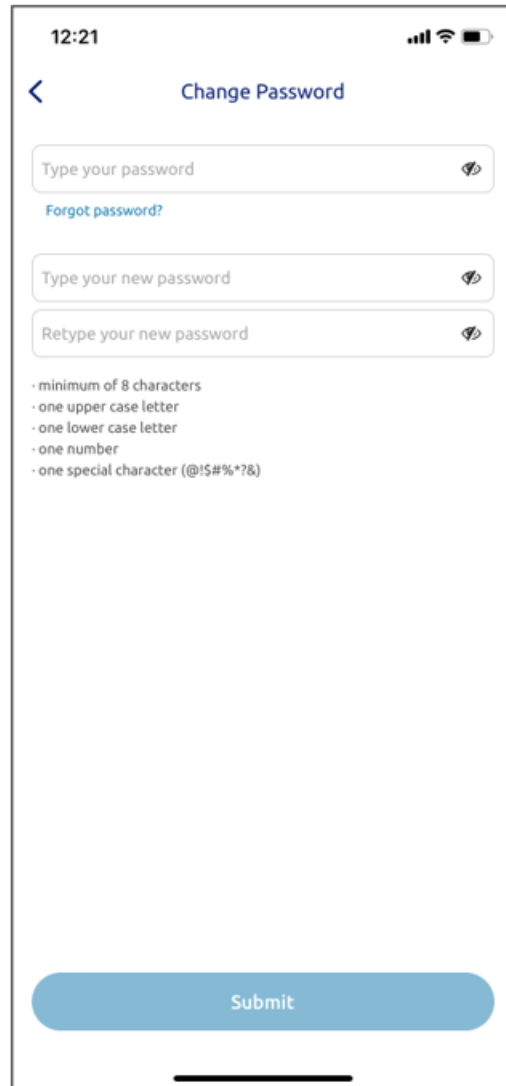 12:21
Change Password
Type your password
Forgot password?
Type your new password
Retype your new password
· minimum of 8 characters
· one upper case letter
· one lower case letter
· one number
· one special character (@!$#%*?&)
Submit